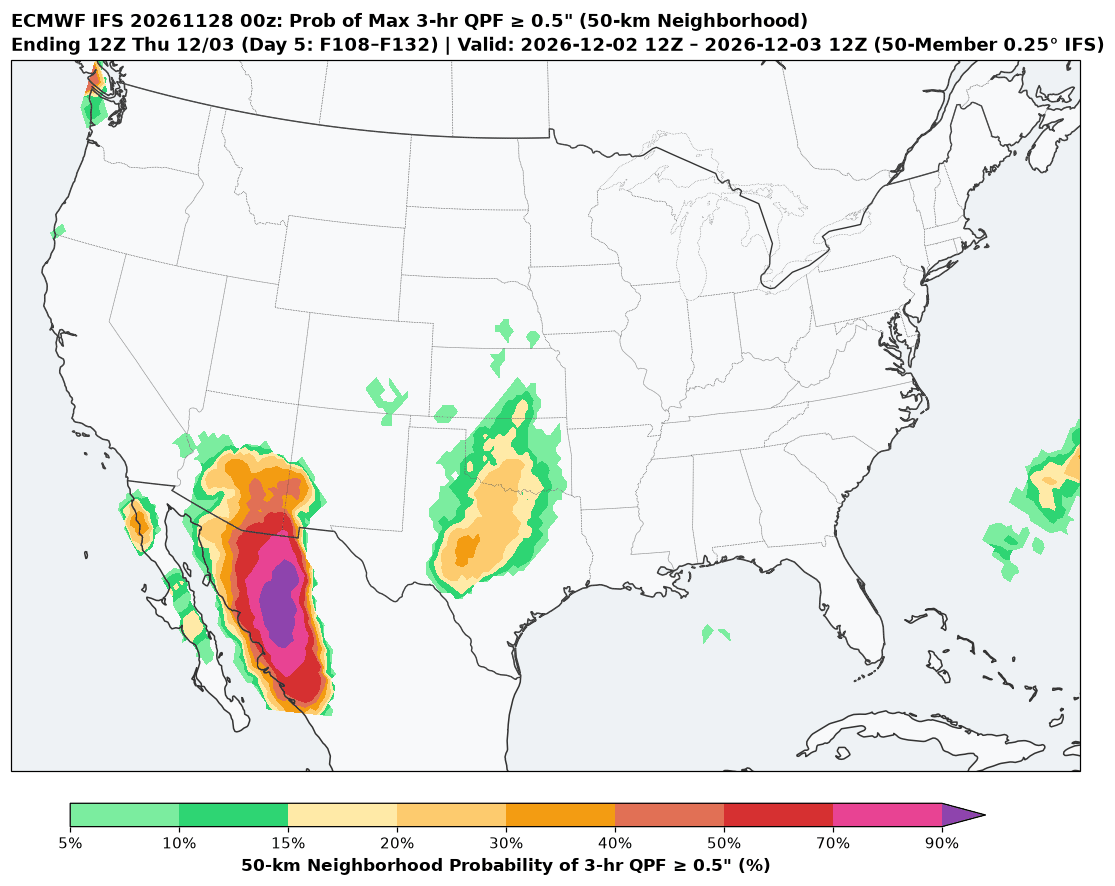 ECMWF IFS 20261128 00z: Prob of Max 3-hr QPF ≥ 0.5" (50-km Neighborhood)
Ending 12Z Thu 12/03 (Day 5: F108–F132) | Valid: 2026-12-02 12Z – 2026-12-03 12Z (50-Member 0.25° IFS)
5% 10% 15% 20% 30% 40% 50% 70% 90%
50-km Neighborhood Probability of 3-hr QPF ≥ 0.5" (%)